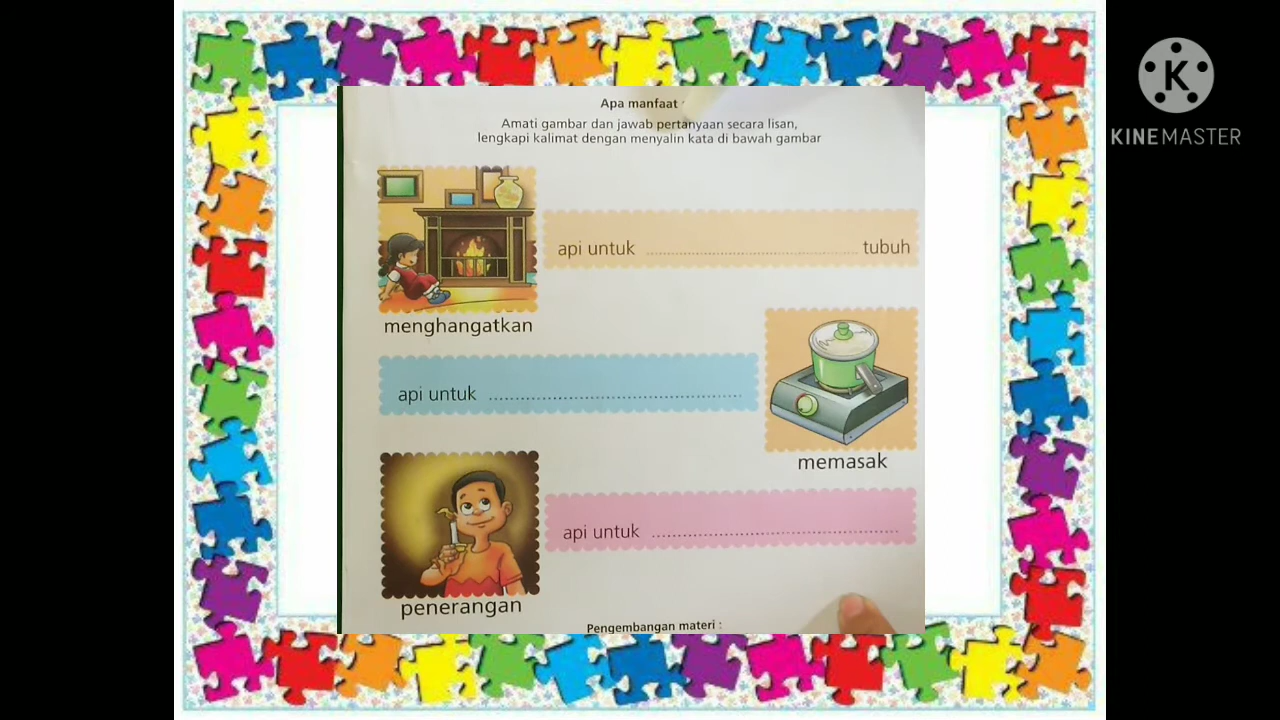 Apa manfaat :
Amati gambar dan jawab pertanyaan secara lisan,
lengkapi kalimat dengan menyalin kata di bawah gambar
api untuk .................................................... tubuh
menghangatkan
api untuk ....................................................
memasak
api untuk ....................................................
penerangan
Pengembangan materi :
K
KINEMASTER